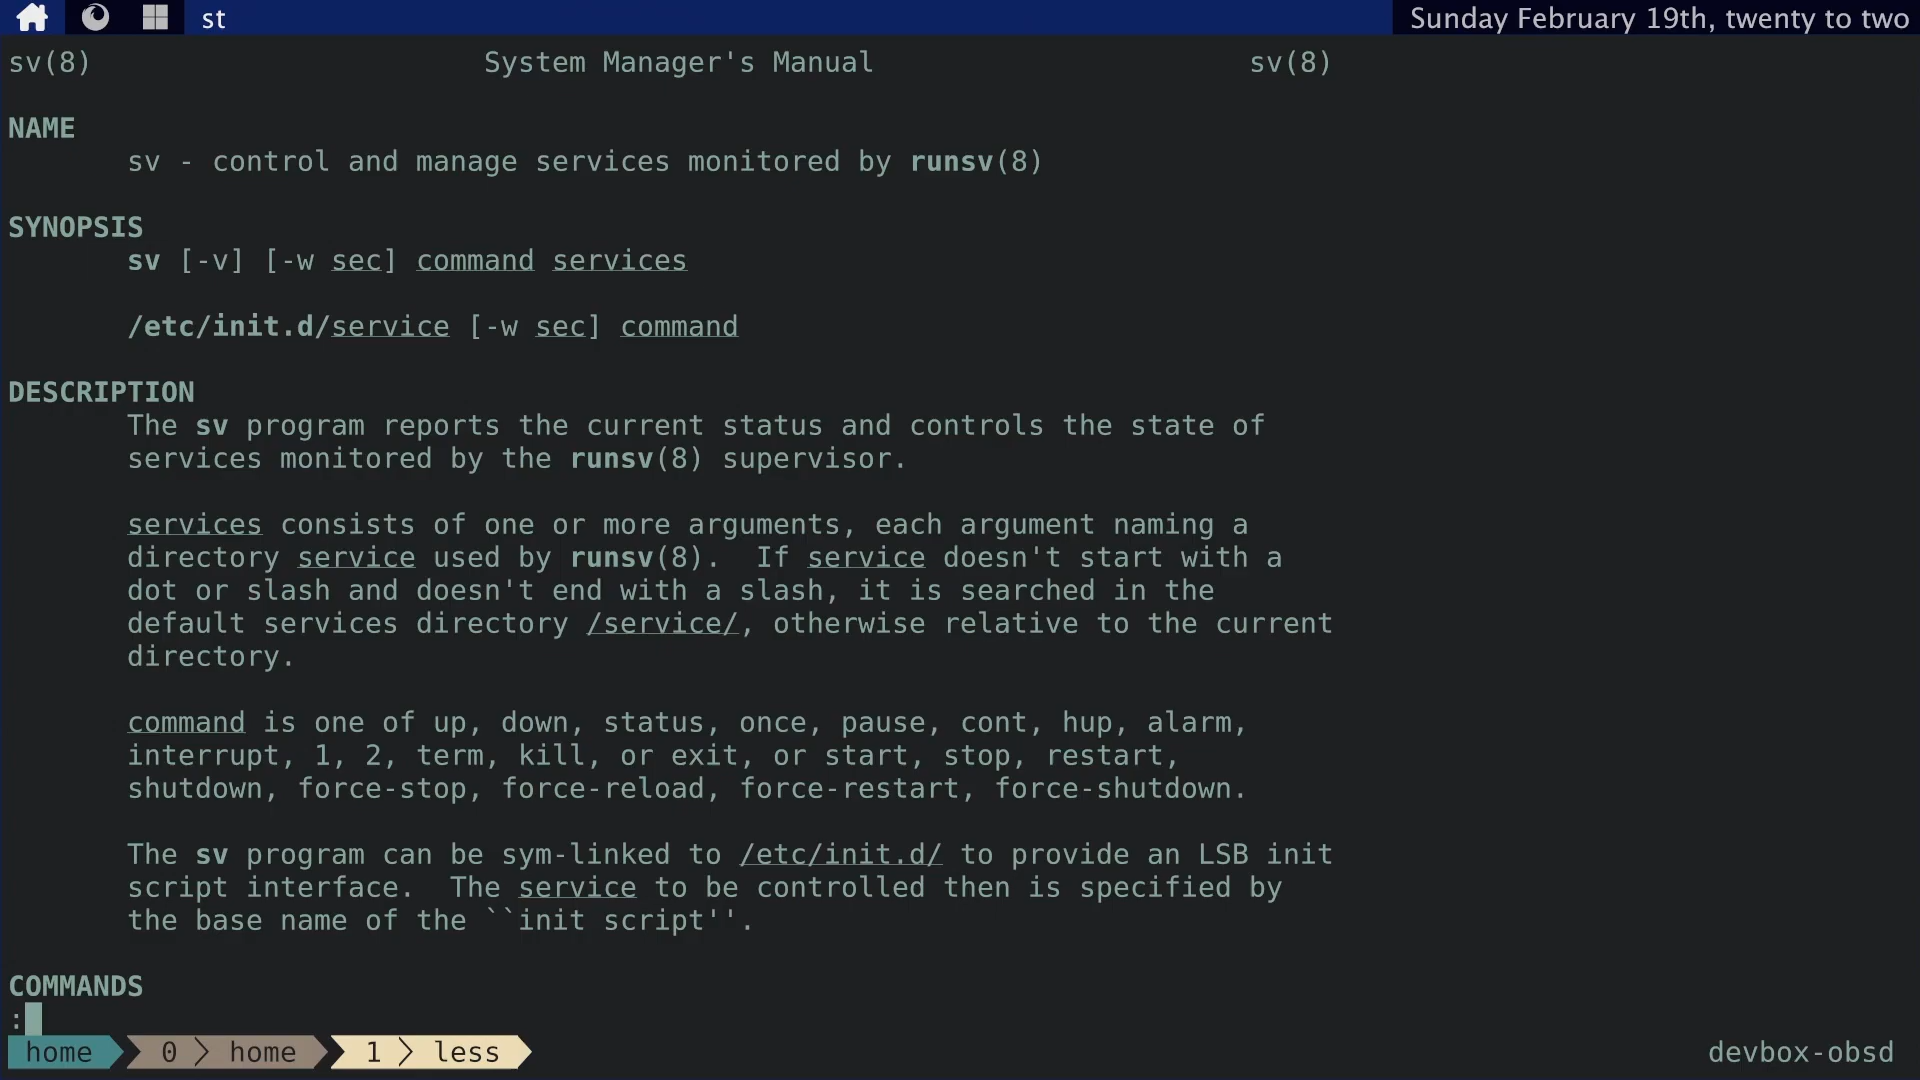 st Sunday February 19th, twenty to two
sv(8) System Manager's Manual sv(8)
NAME
sv - control and manage services monitored by runsv(8)
SYNOPSIS
sv [-v] [-w sec] command services
/etc/init.d/service [-w sec] command
DESCRIPTION
The sv program reports the current status and controls the state of
services monitored by the runsv(8) supervisor.
services consists of one or more arguments, each argument naming a
directory service used by runsv(8).  If service doesn't start with a
dot or slash and doesn't end with a slash, it is searched in the
default services directory /service/, otherwise relative to the current
directory.
command is one of up, down, status, once, pause, cont, hup, alarm,
interrupt, 1, 2, term, kill, or exit, or start, stop, restart,
shutdown, force-stop, force-reload, force-restart, force-shutdown.
The sv program can be sym-linked to /etc/init.d/ to provide an LSB init
script interface.  The service to be controlled then is specified by
the base name of the ``init script''.
COMMANDS
:
home 0 home 1 less devbox-obsd